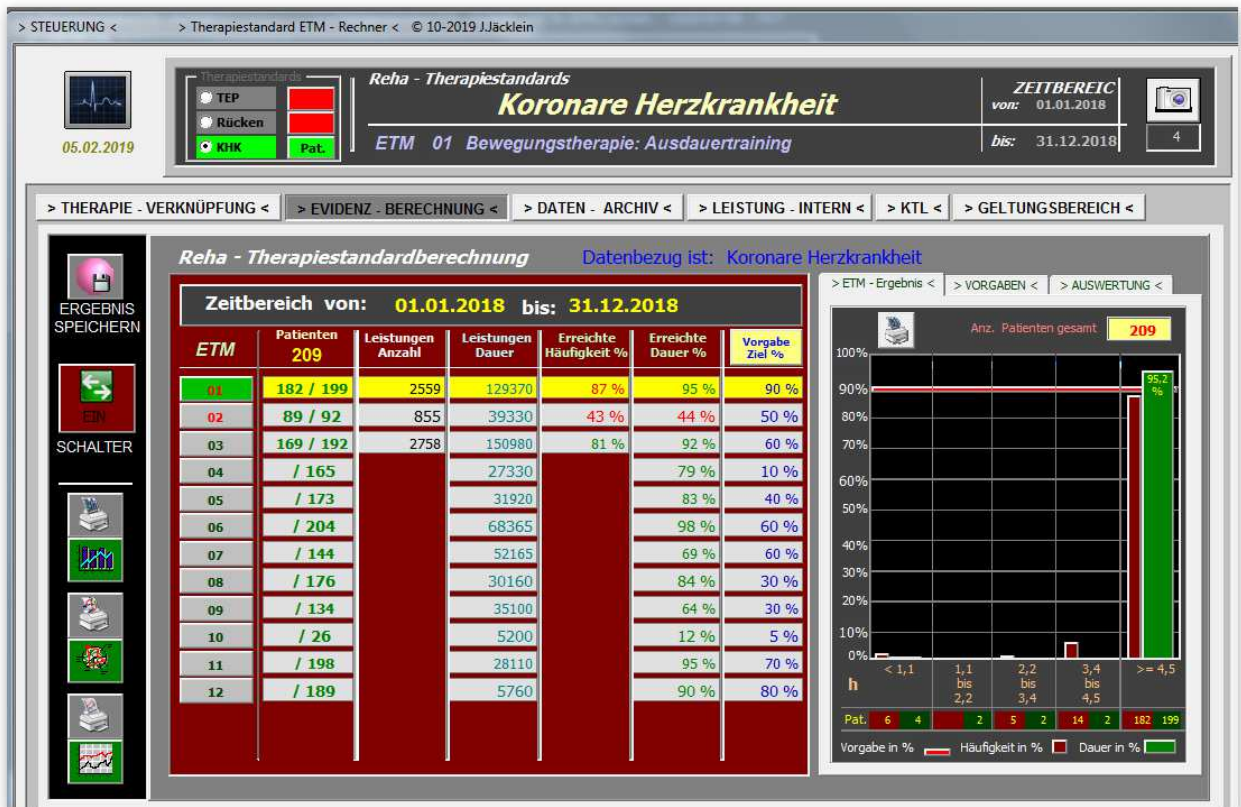 > STEUERUNG < > Therapiestandard ETM - Rechner < © 10-2019 J.Jäcklein
05.02.2019
Therapiestandards
TEP
Rücken
KHK Pat.
Reha - Therapiestandards
Koronare Herzkrankheit
ETM 01 Bewegungstherapie: Ausdauertraining
ZEITBEREIC
von: 01.01.2018
bis: 31.12.2018
4
> THERAPIE - VERKNÜPFUNG < > EVIDENZ - BERECHNUNG < > DATEN - ARCHIV < > LEISTUNG - INTERN < > KTL < > GELTUNGSBEREICH <
ERGEBNIS
SPEICHERN
EIN
SCHALTER
Reha - Therapiestandardberechnung Datenbezug ist: Koronare Herzkrankheit
Zeitbereich von: 01.01.2018 bis: 31.12.2018
ETM Patienten 209 Leistungen Anzahl Leistungen Dauer Erreichte Häufigkeit % Erreichte Dauer % Vorgabe Ziel %
01 182 / 199 2559 129370 87 % 95 % 90 %
02 89 / 92 855 39330 43 % 44 % 50 %
03 169 / 192 2758 150980 81 % 92 % 60 %
04 / 165 27330 79 % 10 %
05 / 173 31920 83 % 40 %
06 / 204 68365 98 % 60 %
07 / 144 52165 69 % 60 %
08 / 176 30160 84 % 30 %
09 / 134 35100 64 % 30 %
10 / 26 5200 12 % 5 %
11 / 198 28110 95 % 70 %
12 / 189 5760 90 % 80 %
> ETM - Ergebnis < > VORGABEN < > AUSWERTUNG <
Anz. Patienten gesamt 209
100%
90%
80%
70%
60%
50%
40%
30%
20%
10%
0%
95,2
%
h < 1,1 1,1 bis 2,2 2,2 bis 3,4 3,4 bis 4,5 >= 4,5
Pat. 6 4 2 5 2 14 2 182 199
Vorgabe in % Häufigkeit in % Dauer in %